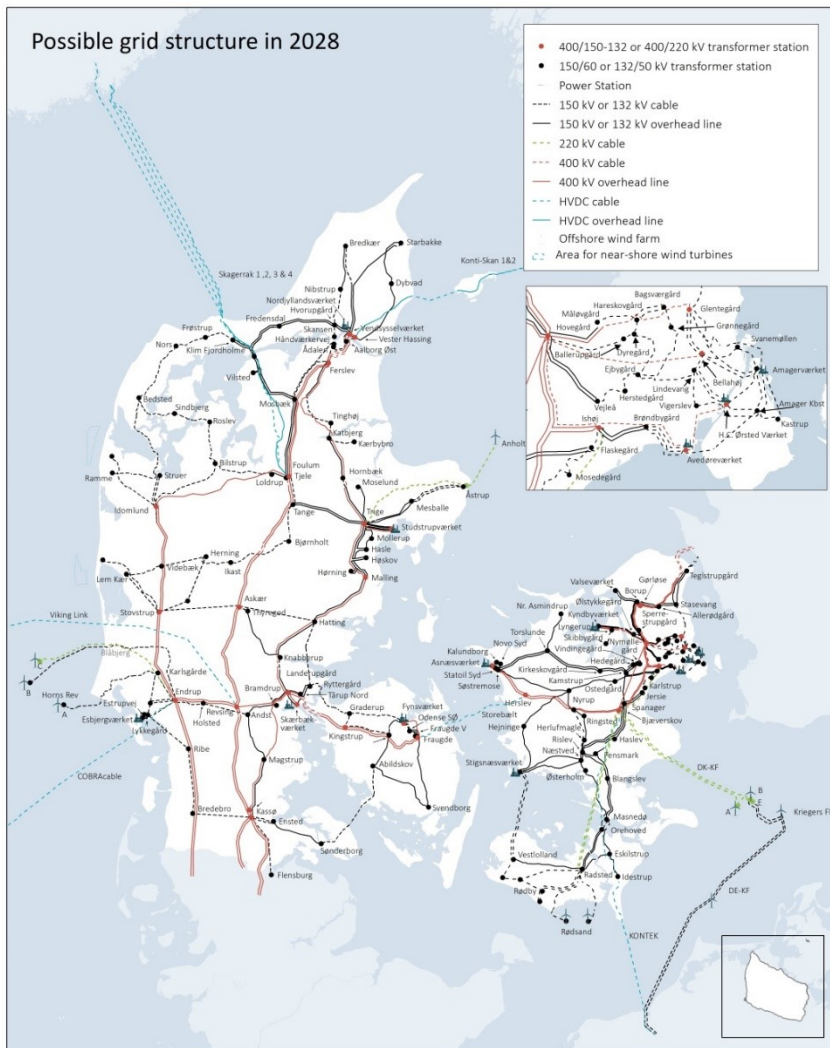 Possible grid structure in 2028
400/150-132 or 400/220 kV transformer station
150/60 or 132/50 kV transformer station
Power Station
150 kV or 132 kV cable
150 kV or 132 kV overhead line
220 kV cable
400 kV cable
400 kV overhead line
HVDC cable
HVDC overhead line
Offshore wind farm
Area for near-shore wind turbines
Skagerrak 1 ,2, 3 & 4
Konti-Skan 1&2
Bredkær
Starbakke
Dybvad
Nibstrup
Nordjyllandsværket
Hvorupgård
Vendsysselværket
Skansen
Vester Hassing
Ådalen
Aalborg Øst
Fredensdal
Frøstrup
Klim Fjordholme
Nors
Vilsted
Ferslev
Mosbæk
Bedsted
Sindbjerg
Roslev
Tinghøj
Katbjerg
Kærbybro
Bilstrup
Struer
Ramme
Idomlund
Loldrup
Foulum
Tjele
Hornbæk
Moselund
Anholt
Åstrup
Mesballe
Tange
Trige
Studstrupværket
Mollerup
Hasle
Høskov
Hørning
Malling
Bjørnholt
Herning
Ikast
Videbæk
Lem Kær
Stovstrup
Askær
Thyregod
Hatting
Viking Link
Blåbjerg
B
Horns Rev
A
Karlsgårde
Endrup
Estrupvej
Esbjergværket
Lykkegård
Holsted
Revsing
Andst
Knabberup
Landerupgård
Bramdrup
Ryttergård
Tårup Nord
Skærbæk
værket
Graderup
Kingstrup
Fynsværket
Odense SØ
Fraugde V
Fraugde
Abildskov
Svendborg
Ribe
Magstrup
COBRAcable
Bredebro
Kassø
Ensted
Sønderborg
Flensburg
Bagsværgård
Hareskovgård
Glentegård
Måløvgård
Hovegård
Grønnegård
Svanemøllen
Ballerupgård
Dyregård
Ejbygård
Amagerværket
Bellahøj
Herstedgård
Lindevang
Amager Kbst
Vejleå
Vigerslev
Ishøj
Brøndbygård
Kastrup
H.C. Ørsted Værket
Flaskegård
Avedøreværket
Mosedegård
Teglstrupgård
Valseværket
Gørløse
Borup
Ølstykkegård
Stasevang
Nr. Asmindrup
Kyndbyværket
Sperre-
strupgård
Allerødgård
Lyngerup
Torslunde
Skibbygård
Nymølle-
gård
Novo Syd
Vindingegård
Kalundborg
Asnæsværket
Hedegård
Kirkeskovgård
Statoil Syd
Kamstrup
Østredgård
Søstremose
Karlstrup
Jersie
Herslev
Nyrup
Spanager
Storebælt
Ringsted
Bjæverskov
Hejninge
Herlufmagle
Rislev
Haslev
Næstved
Pensmark
Stigsnæsværket
Østerholm
Blangslev
DK-KF
Masnedø
Orehoved
B
E
A
Kriegers Fl
Vestlolland
Eskilstrup
Radsted
Idestrup
Rødby
Rødsand
DE-KF
KONTEK